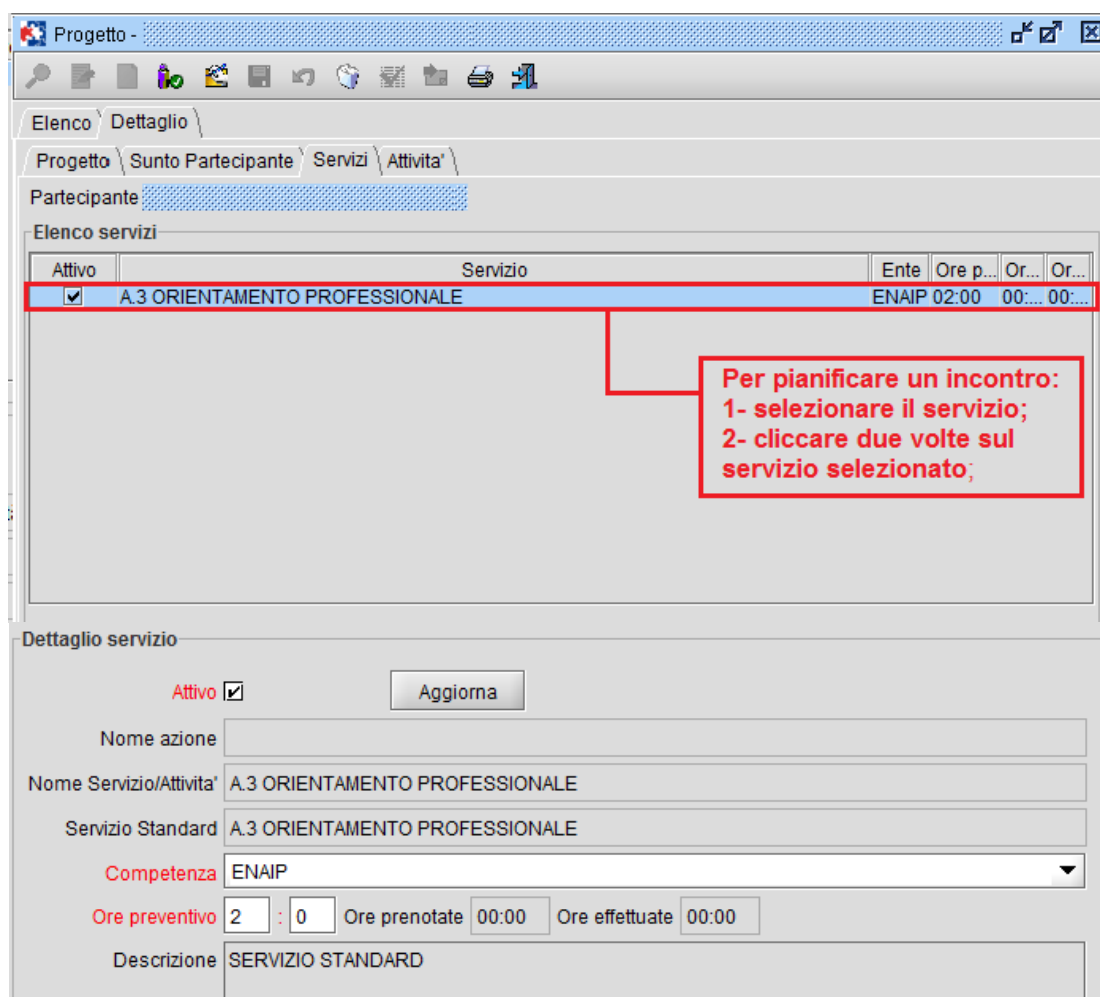 Progetto -
Elenco Dettaglio
Progetto Sunto Partecipante Servizi Attivita'
Partecipante
Elenco servizi
Attivo Servizio Ente Ore p... Or... Or...
A.3 ORIENTAMENTO PROFESSIONALE ENAIP 02:00 00:... 00:...
Per pianificare un incontro:
1- selezionare il servizio;
2- cliccare due volte sul
servizio selezionato;
Dettaglio servizio
Attivo Aggiorna
Nome azione
Nome Servizio/Attivita' A.3 ORIENTAMENTO PROFESSIONALE
Servizio Standard A.3 ORIENTAMENTO PROFESSIONALE
Competenza ENAIP
Ore preventivo 2 : 0 Ore prenotate 00:00 Ore effettuate 00:00
Descrizione SERVIZIO STANDARD